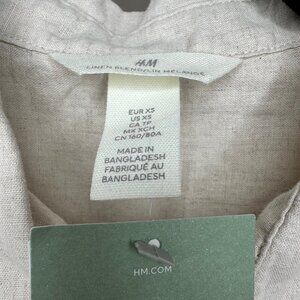 H&M
LINEN BLEND/LIN MÉLANGÉ
EUR XS
US XS
CA TP
MX XCH
CN 160/80A
MADE IN
BANGLADESH
FABRIQUÉ AU
BANGLADESH
HM.COM